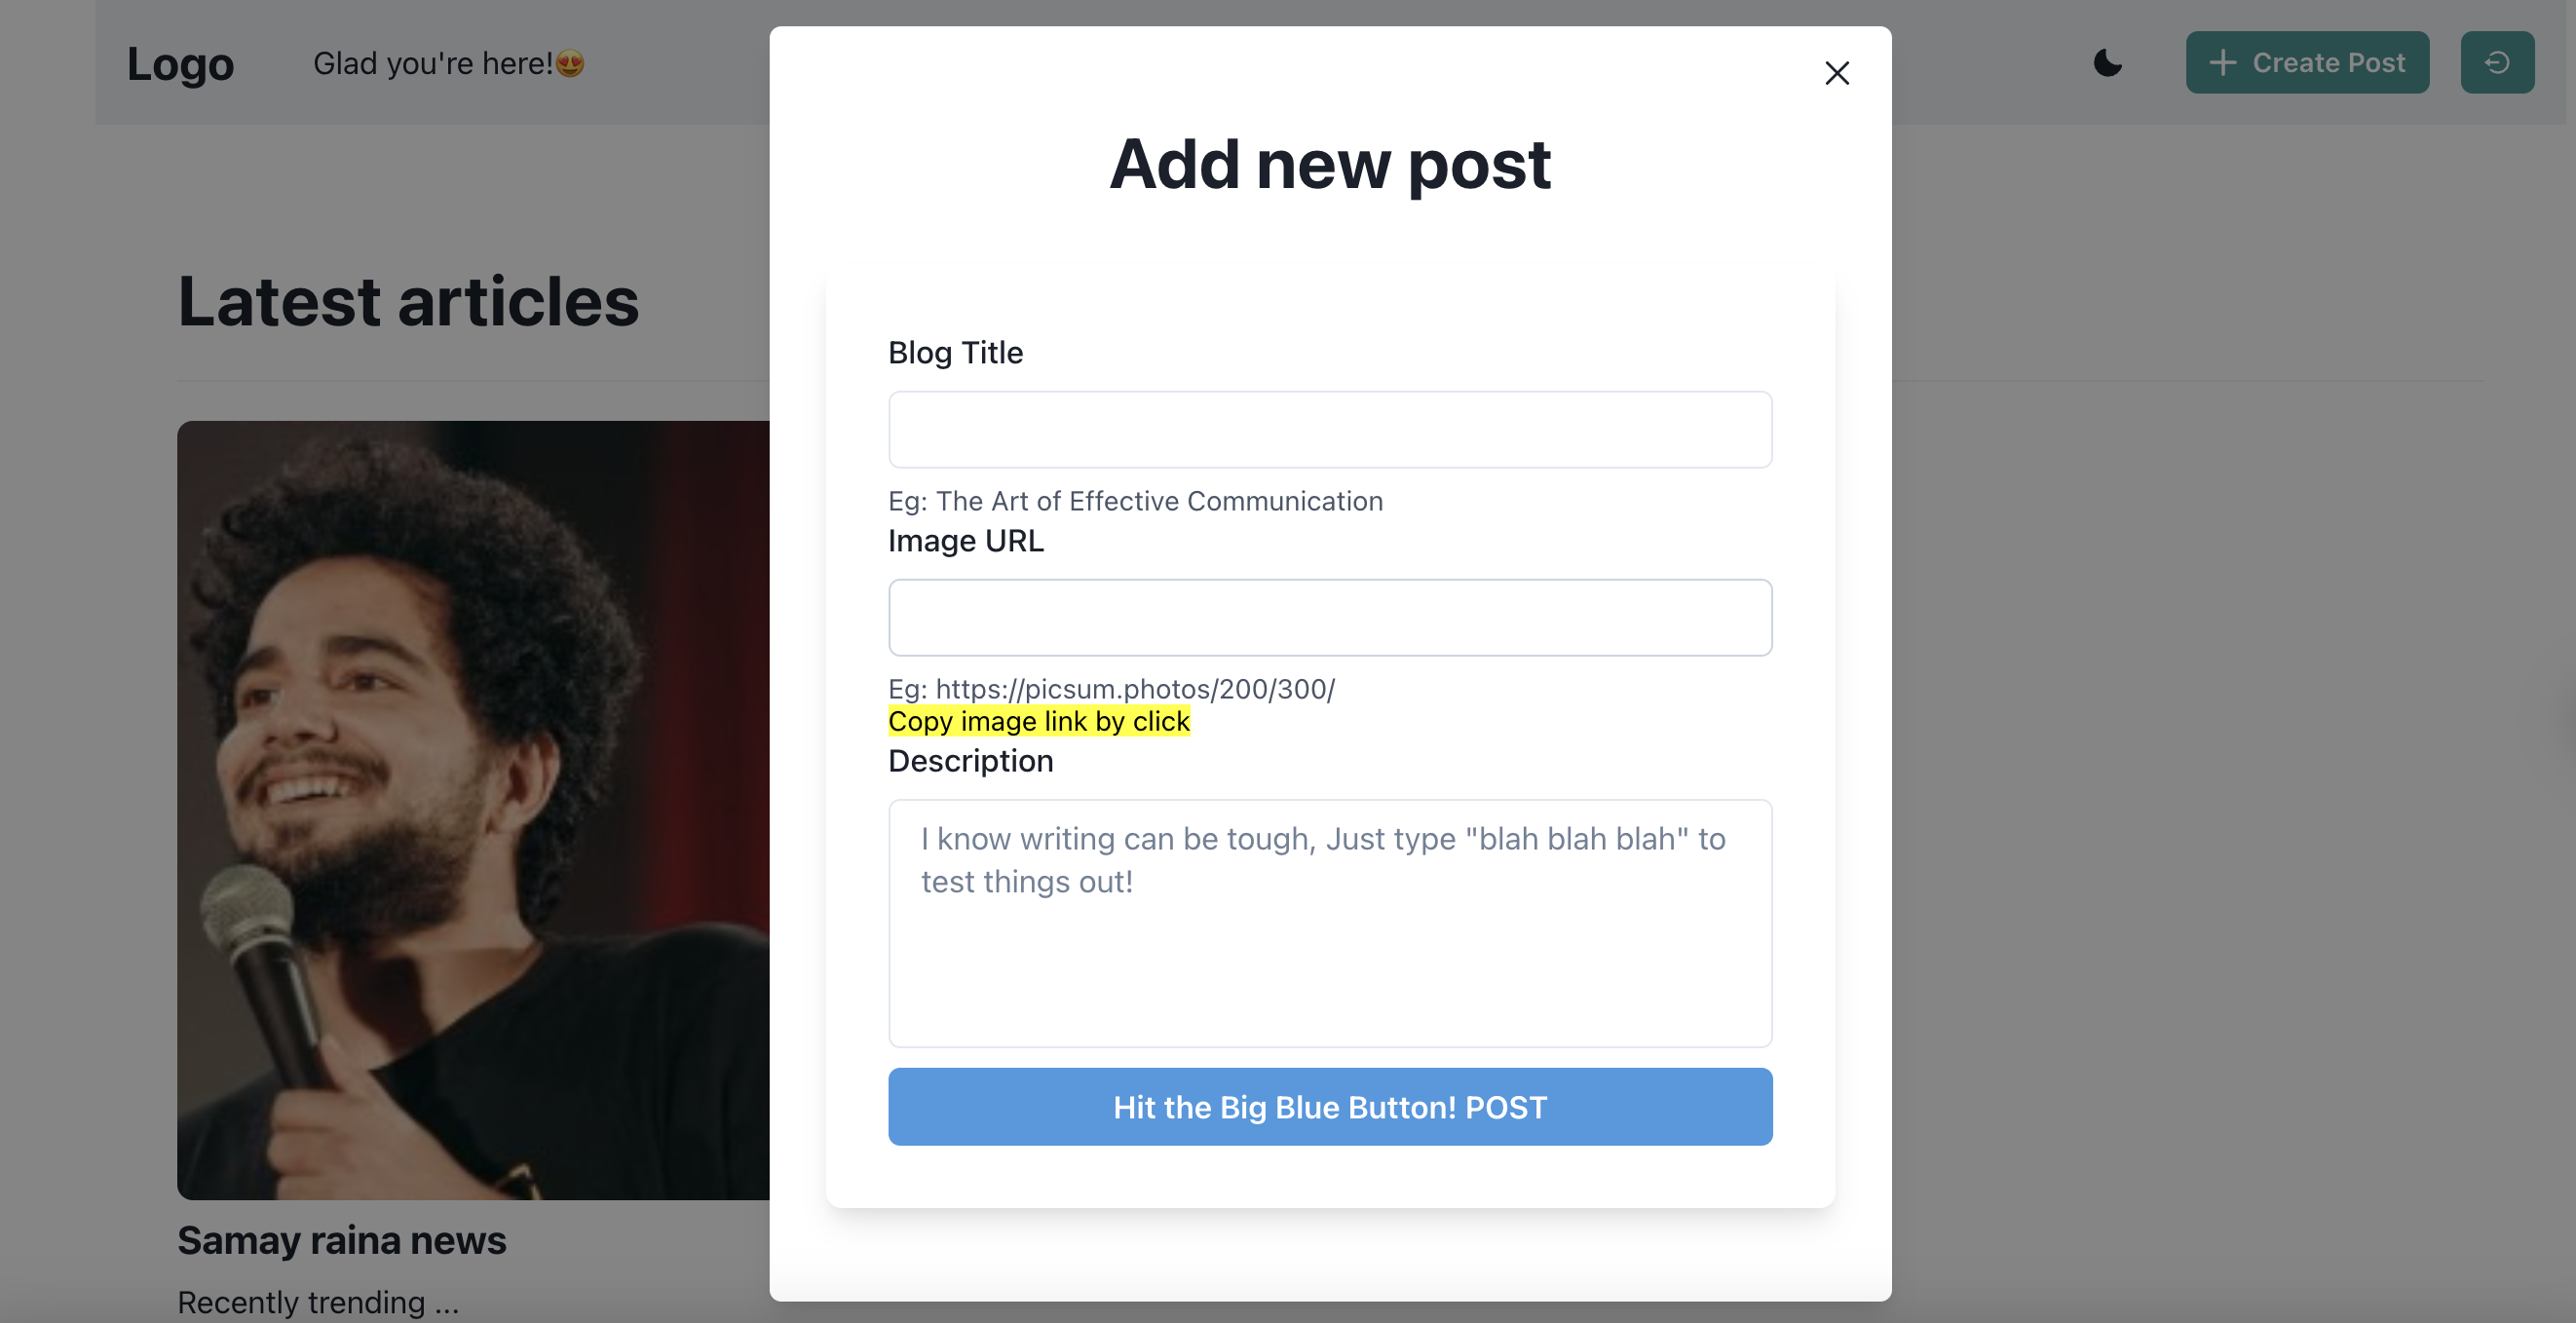 Logo
Glad you're here!😍
Create Post
Latest articles
Samay raina news
Recently trending ...
Add new post
Blog Title
Eg: The Art of Effective Communication
Image URL
Eg: https://picsum.photos/200/300/
Copy image link by click
Description
I know writing can be tough, Just type "blah blah blah" to
test things out!
Hit the Big Blue Button! POST